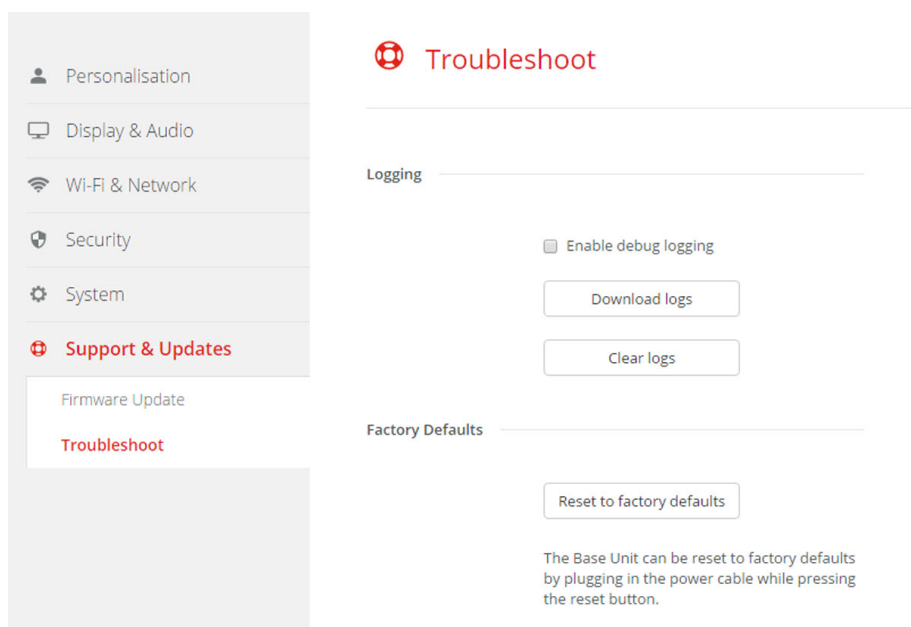 Personalisation
Display & Audio
Wi-Fi & Network
Security
System
Support & Updates
Firmware Update
Troubleshoot
Troubleshoot
Logging
Enable debug logging
Download logs
Clear logs
Factory Defaults
Reset to factory defaults
The Base Unit can be reset to factory defaults
by plugging in the power cable while pressing
the reset button.